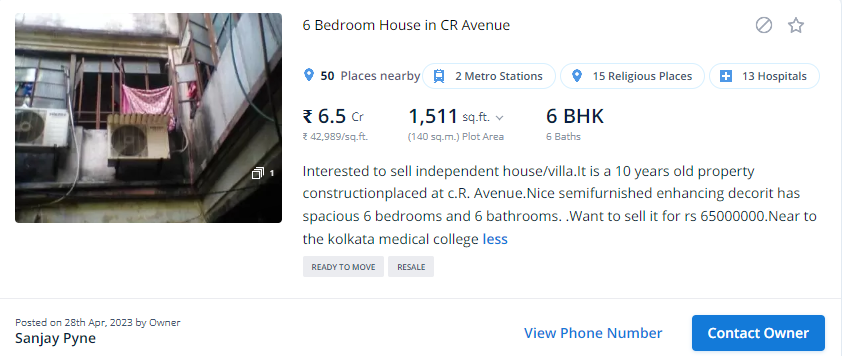 6 Bedroom House in CR Avenue
50 Places nearby 2 Metro Stations 15 Religious Places 13 Hospitals
₹ 6.5 Cr 1,511 sq.ft. 6 BHK
₹ 42,989/sq.ft. (140 sq.m.) Plot Area 6 Baths
Interested to sell independent house/villa.It is a 10 years old property
constructionplaced at c.R. Avenue.Nice semifurnished enhancing decorit has
spacious 6 bedrooms and 6 bathrooms. .Want to sell it for rs 65000000.Near to
the kolkata medical college less
1
READY TO MOVE RESALE
Posted on 28th Apr, 2023 by Owner
Sanjay Pyne
View Phone Number Contact Owner